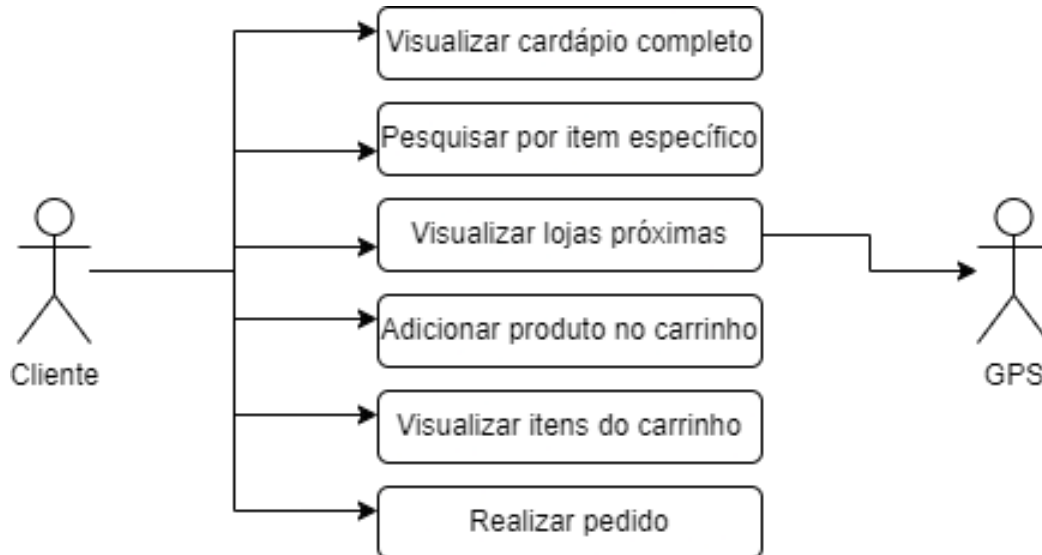 Visualizar cardápio completo
Pesquisar por item específico
Visualizar lojas próximas
Adicionar produto no carrinho
Cliente
GPS
Visualizar itens do carrinho
Realizar pedido